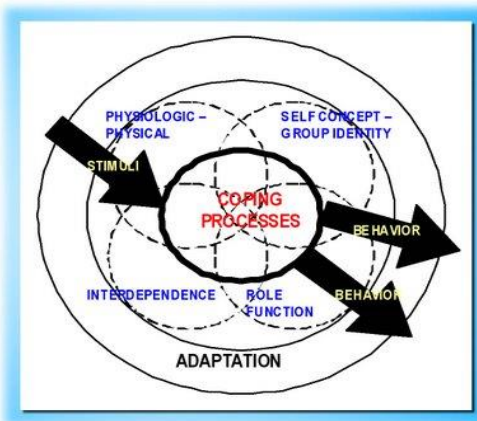 PHYSIOLOGIC –
PHYSICAL
SELF CONCEPT –
GROUP IDENTITY
STIMULI
COPING
PROCESSES
BEHAVIOR
INTERDEPENDENCE
ROLE
FUNCTION
BEHAVIOR
ADAPTATION